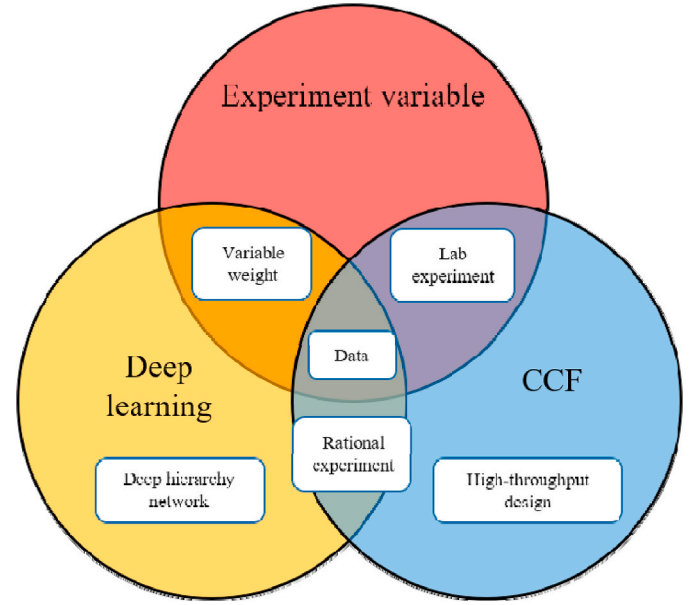 Experiment variable
Variable
weight
Lab
experiment
Data
Deep
learning
CCF
Rational
experiment
Deep hierarchy
network
High-throughput
design